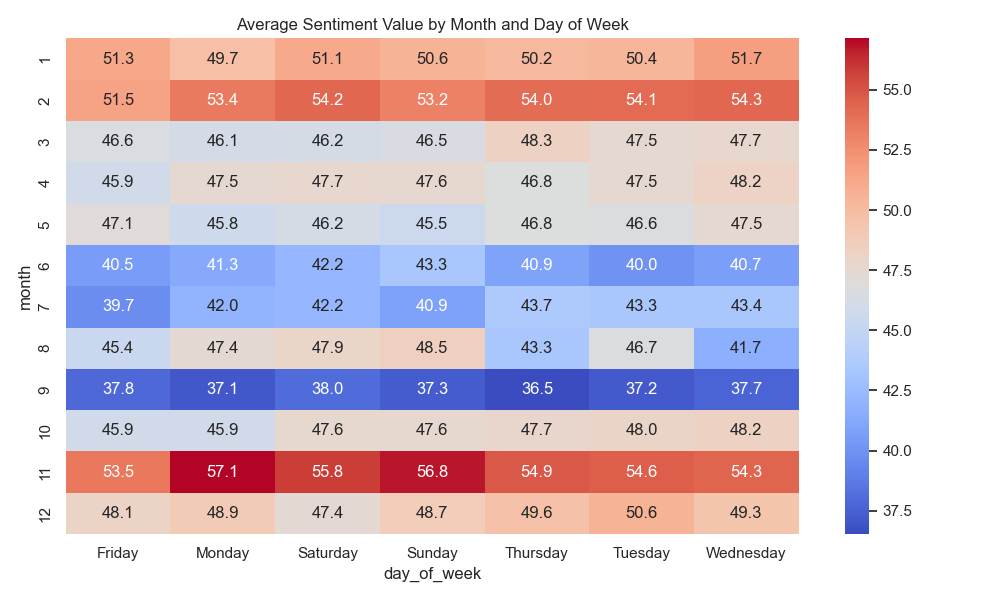 Average Sentiment Value by Month and Day of Week
month
1 51.3 49.7 51.1 50.6 50.2 50.4 51.7
2 51.5 53.4 54.2 53.2 54.0 54.1 54.3
3 46.6 46.1 46.2 46.5 48.3 47.5 47.7
4 45.9 47.5 47.7 47.6 46.8 47.5 48.2
5 47.1 45.8 46.2 45.5 46.8 46.6 47.5
6 40.5 41.3 42.2 43.3 40.9 40.0 40.7
7 39.7 42.0 42.2 40.9 43.7 43.3 43.4
8 45.4 47.4 47.9 48.5 43.3 46.7 41.7
9 37.8 37.1 38.0 37.3 36.5 37.2 37.7
10 45.9 45.9 47.6 47.6 47.7 48.0 48.2
11 53.5 57.1 55.8 56.8 54.9 54.6 54.3
12 48.1 48.9 47.4 48.7 49.6 50.6 49.3
Friday Monday Saturday Sunday Thursday Tuesday Wednesday
day_of_week
55.0
52.5
50.0
47.5
45.0
42.5
40.0
37.5